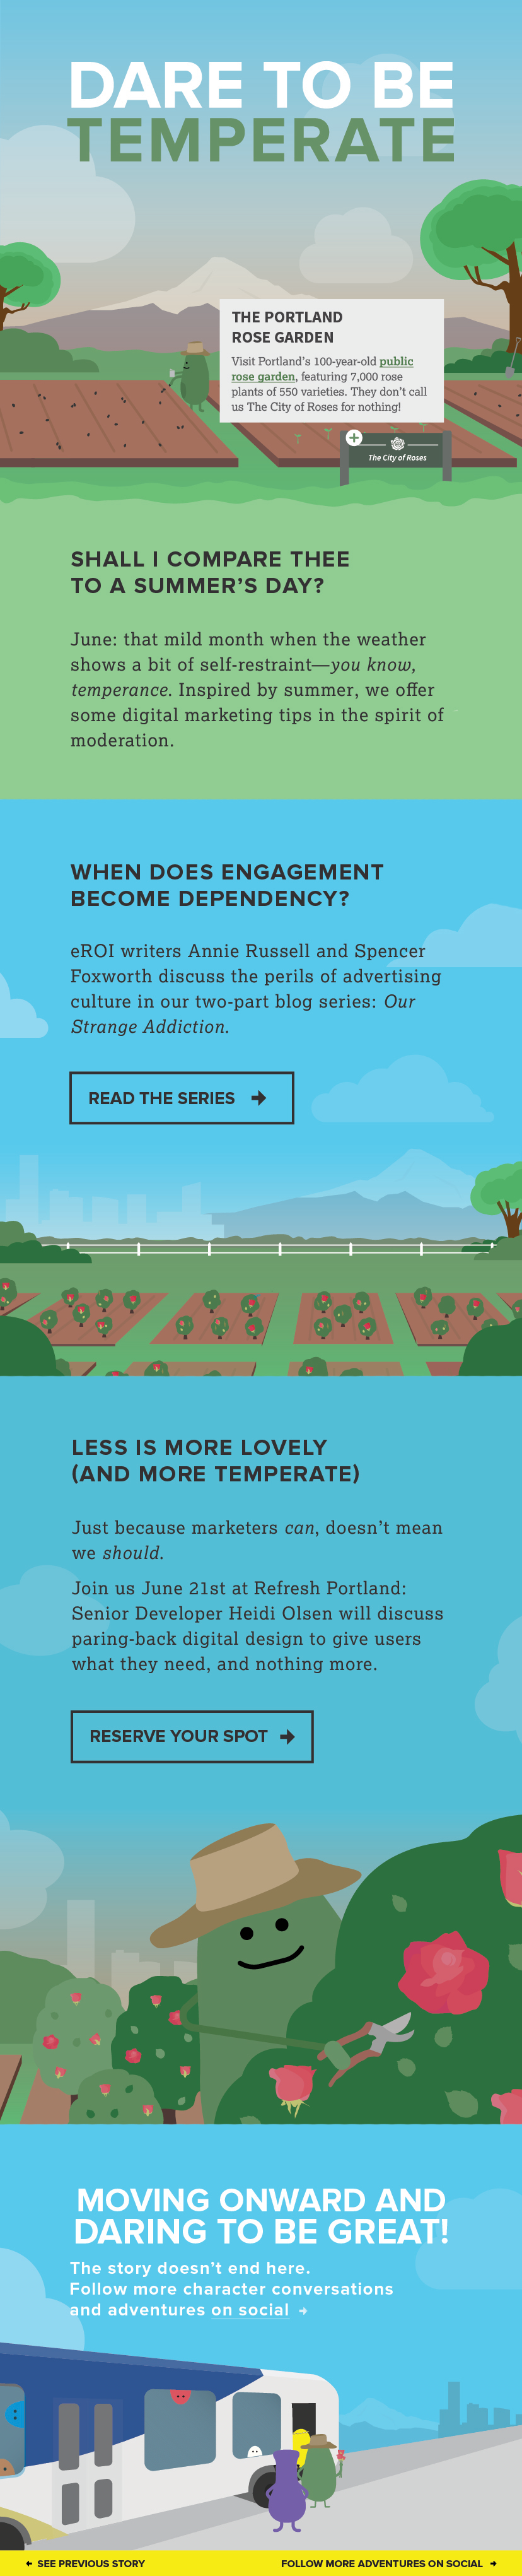 DARE TO BE
TEMPERATE
THE PORTLAND
ROSE GARDEN
Visit Portland's 100-year-old public
rose garden, featuring 7,000 rose
plants of 550 varieties. They don't call
us The City of Roses for nothing!
The City of Roses
SHALL I COMPARE THEE
TO A SUMMER'S DAY?
June: that mild month when the weather
shows a bit of self-restraint—you know,
temperance. Inspired by summer, we offer
some digital marketing tips in the spirit of
moderation.
WHEN DOES ENGAGEMENT
BECOME DEPENDENCY?
eROI writers Annie Russell and Spencer
Foxworth discuss the perils of advertising
culture in our two-part blog series: Our
Strange Addiction.
READ THE SERIES
LESS IS MORE LOVELY
(AND MORE TEMPERATE)
Just because marketers can, doesn't mean
we should.
Join us June 21st at Refresh Portland:
Senior Developer Heidi Olsen will discuss
paring-back digital design to give users
what they need, and nothing more.
RESERVE YOUR SPOT
MOVING ONWARD AND
DARING TO BE GREAT!
The story doesn't end here.
Follow more character conversations
and adventures on social
SEE PREVIOUS STORY
FOLLOW MORE ADVENTURES ON SOCIAL